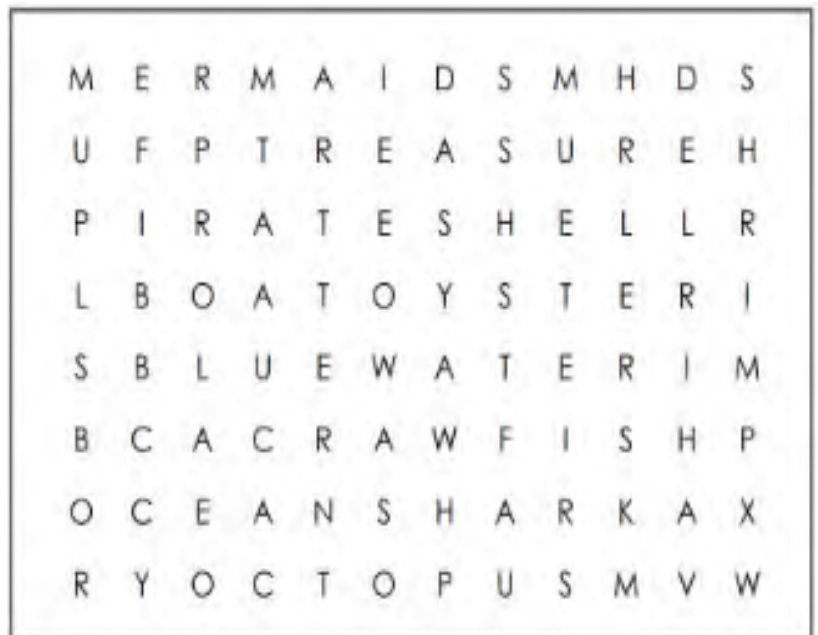 M E R M A I D S M H D S
U F P T R E A S U R E H
P I R A T E S H E L L R
L B O A T O Y S T E R I
S B L U E W A T E R I M
B C A C R A W F I S H P
O C E A N S H A R K A X
R Y O C T O P U S M V W